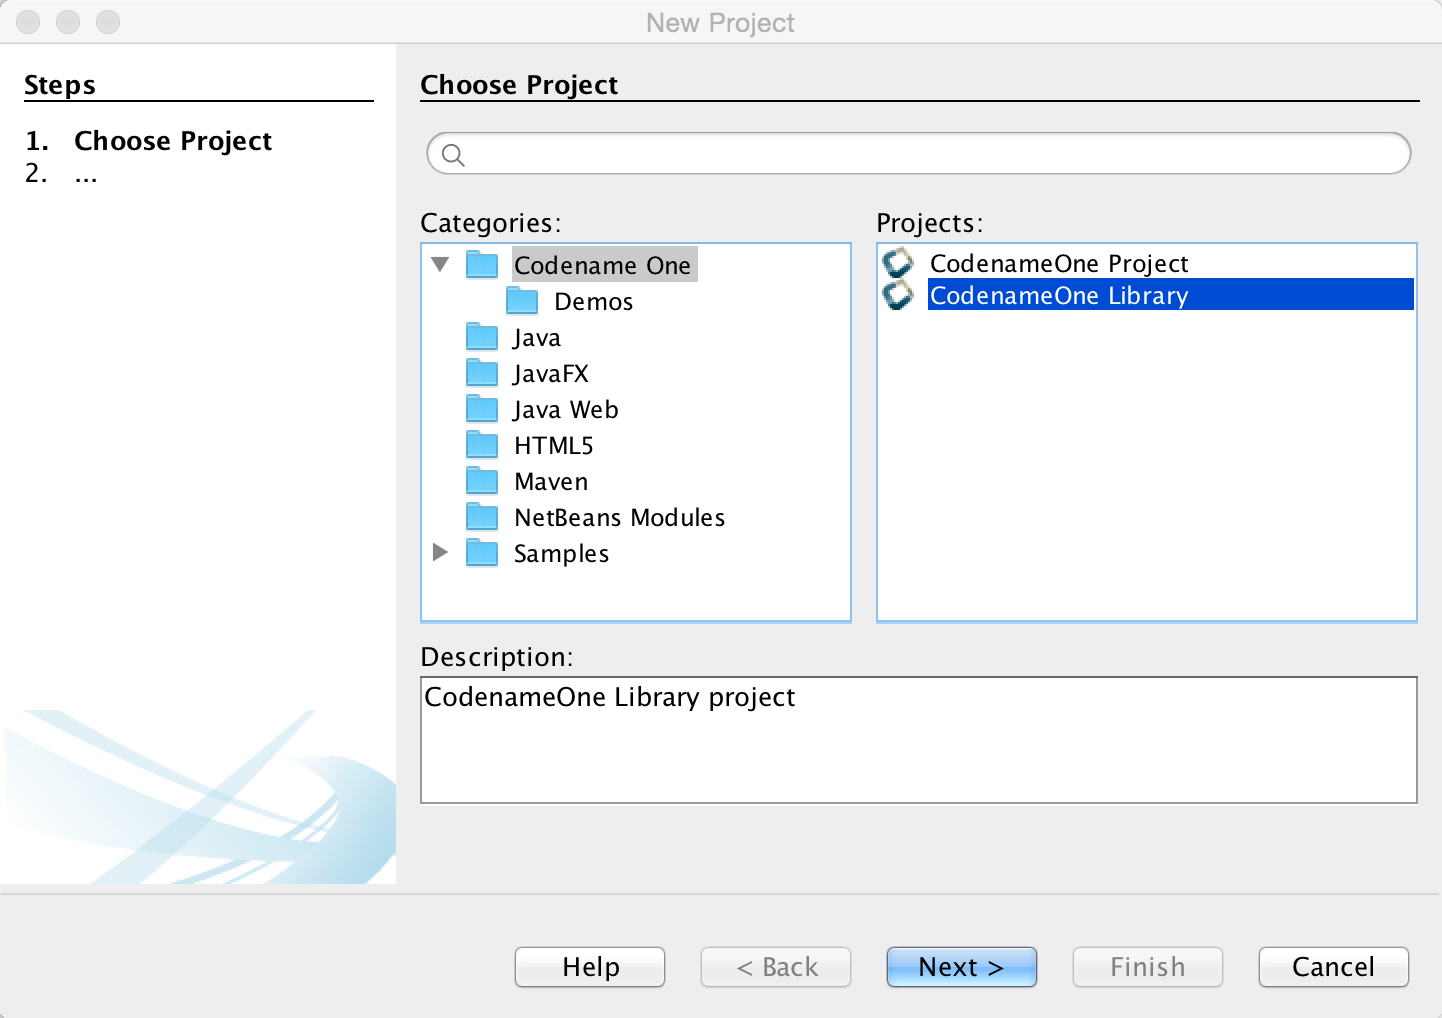 New Project
Steps
1. Choose Project
2. ...
Choose Project
Categories:
Codename One
Demos
Java
JavaFX
Java Web
HTML5
Maven
NetBeans Modules
Samples
Projects:
CodenameOne Project
CodenameOne Library
Description:
CodenameOne Library project
Help
< Back
Next >
Finish
Cancel